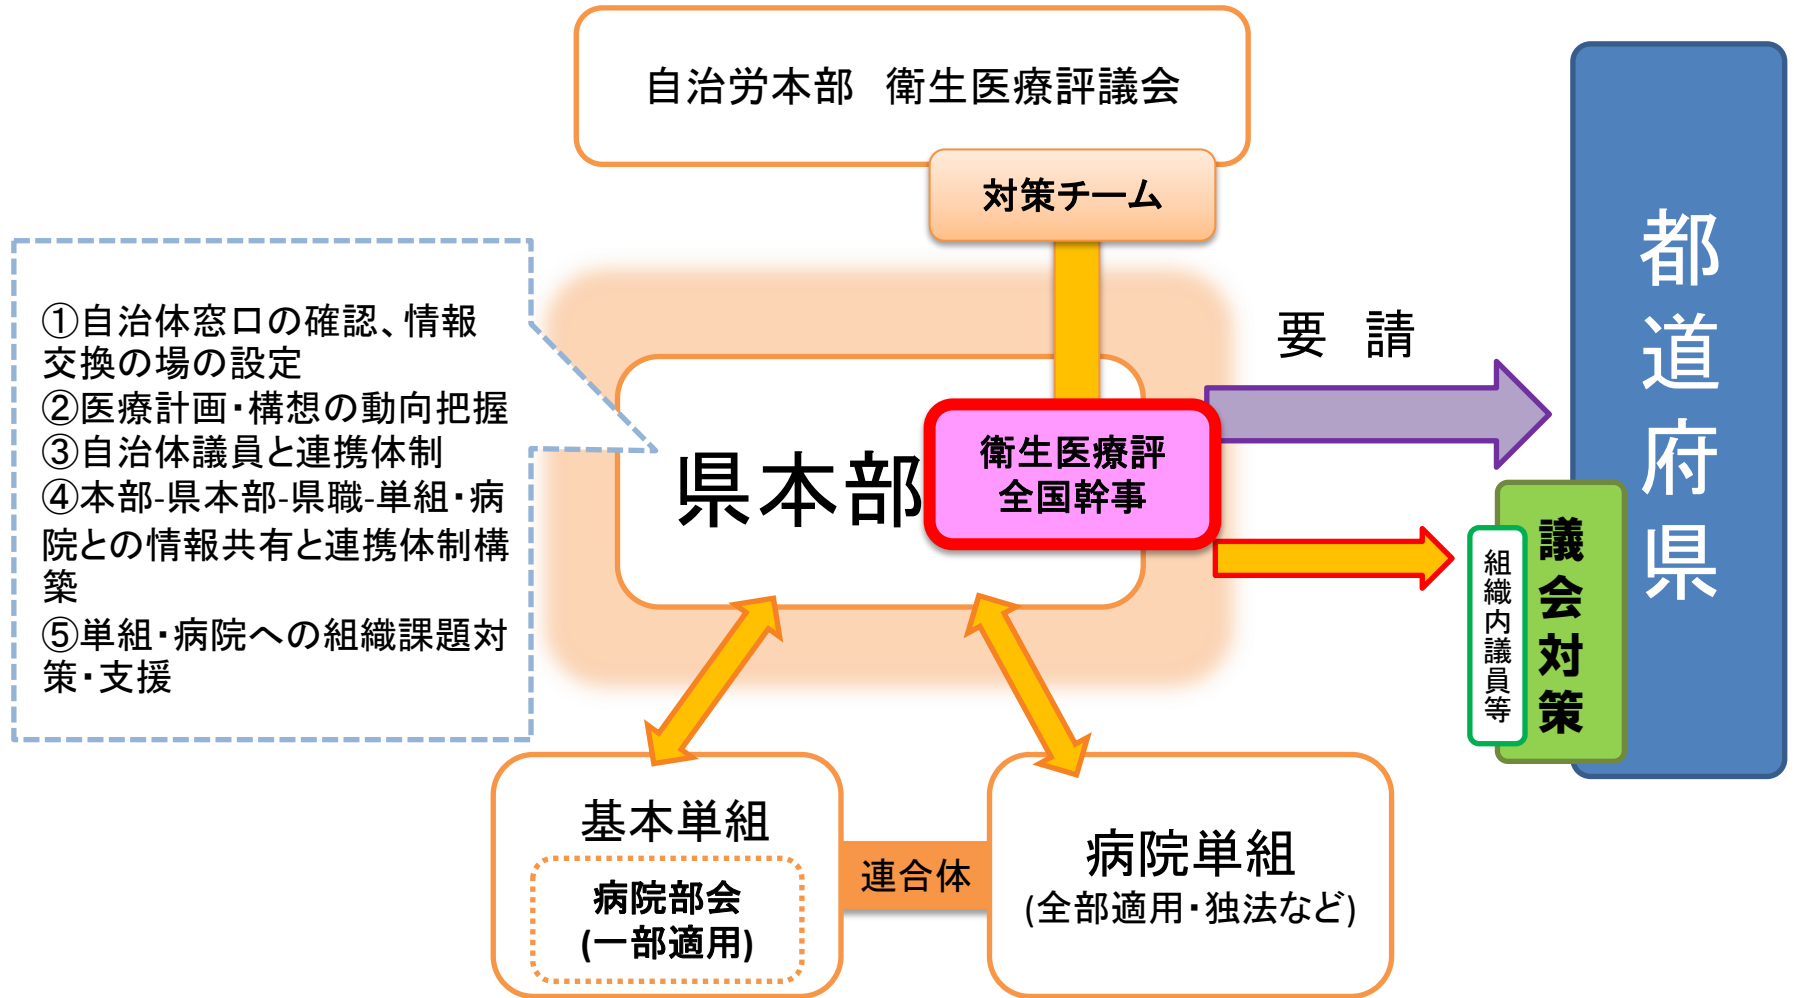 自治労本部　衛生医療評議会
対策チーム
①自治体窓口の確認、情報
交換の場の設定
②医療計画・構想の動向把握
③自治体議員と連携体制
④本部-県本部-県職-単組・病
院との情報共有と連携体制構
築
⑤単組・病院への組織課題対
策・支援
県本部
衛生医療評
全国幹事
要　請
都道府県
議会対策
組織内議員等
基本単組
病院部会
(一部適用)
連合体
病院単組
(全部適用・独法など)